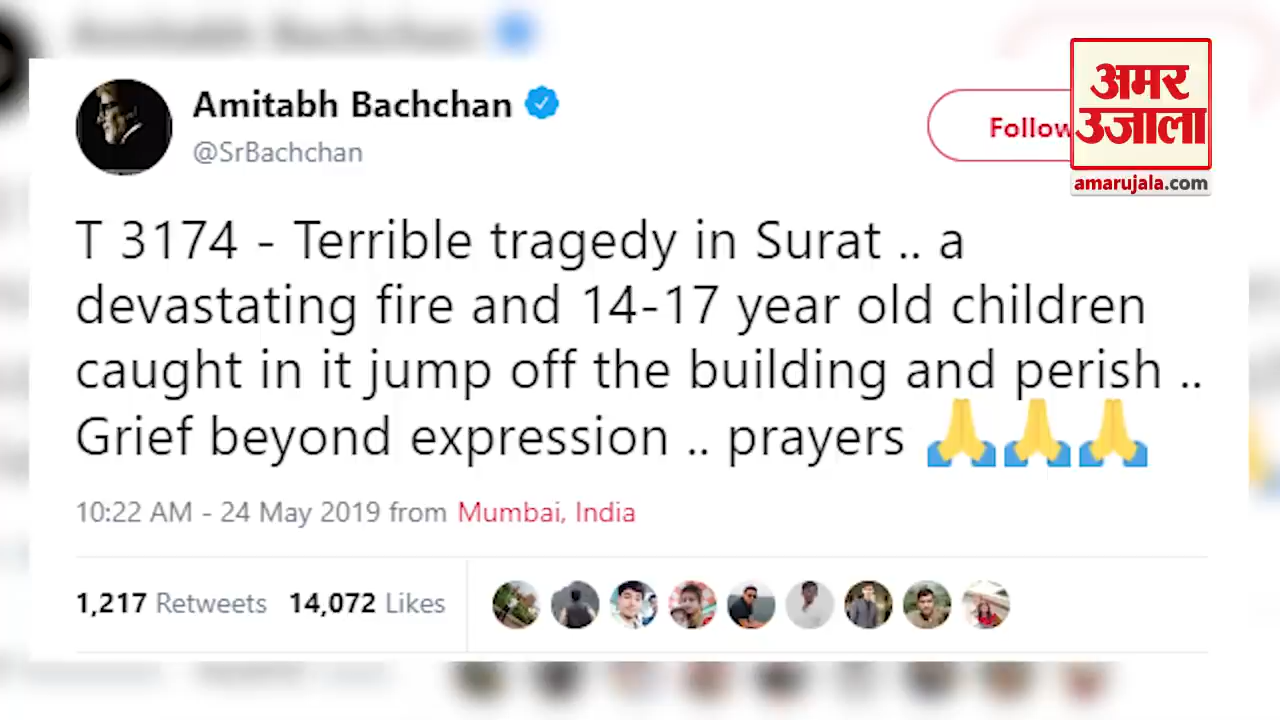 Amitabh Bachchan
@SrBachchan
Follow
अमर
उजाला
amarujala.com
T 3174 - Terrible tragedy in Surat .. a
devastating fire and 14-17 year old children
caught in it jump off the building and perish ..
Grief beyond expression .. prayers 🙏🙏🙏
10:22 AM - 24 May 2019 from Mumbai, India
1,217 Retweets 14,072 Likes